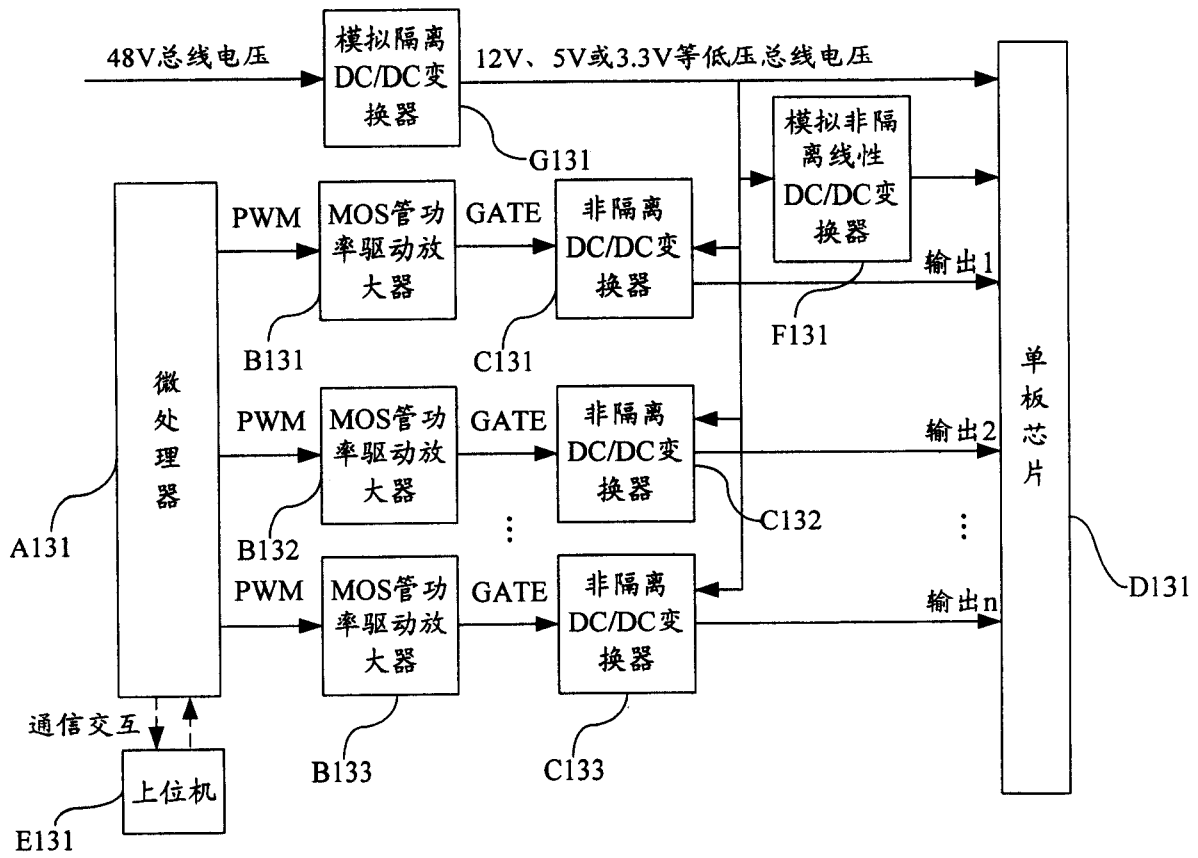 48V总线电压
模拟隔离
DC/DC变
换器
12V、5V或3.3V等低压总线电压
G131
模拟非隔
离线性
DC/DC变
换器
F131
PWM
MOS管功
率驱动放
大器
GATE
非隔离
DC/DC变
换器
输出1
B131
C131
微
处
理
器
单
板
芯
片
PWM
MOS管功
率驱动放
大器
GATE
非隔离
DC/DC变
换器
输出2
A131
B132
⋮
C132
⋮
D131
PWM
MOS管功
率驱动放
大器
GATE
非隔离
DC/DC变
换器
输出n
通信交互
B133
C133
上位机
E131